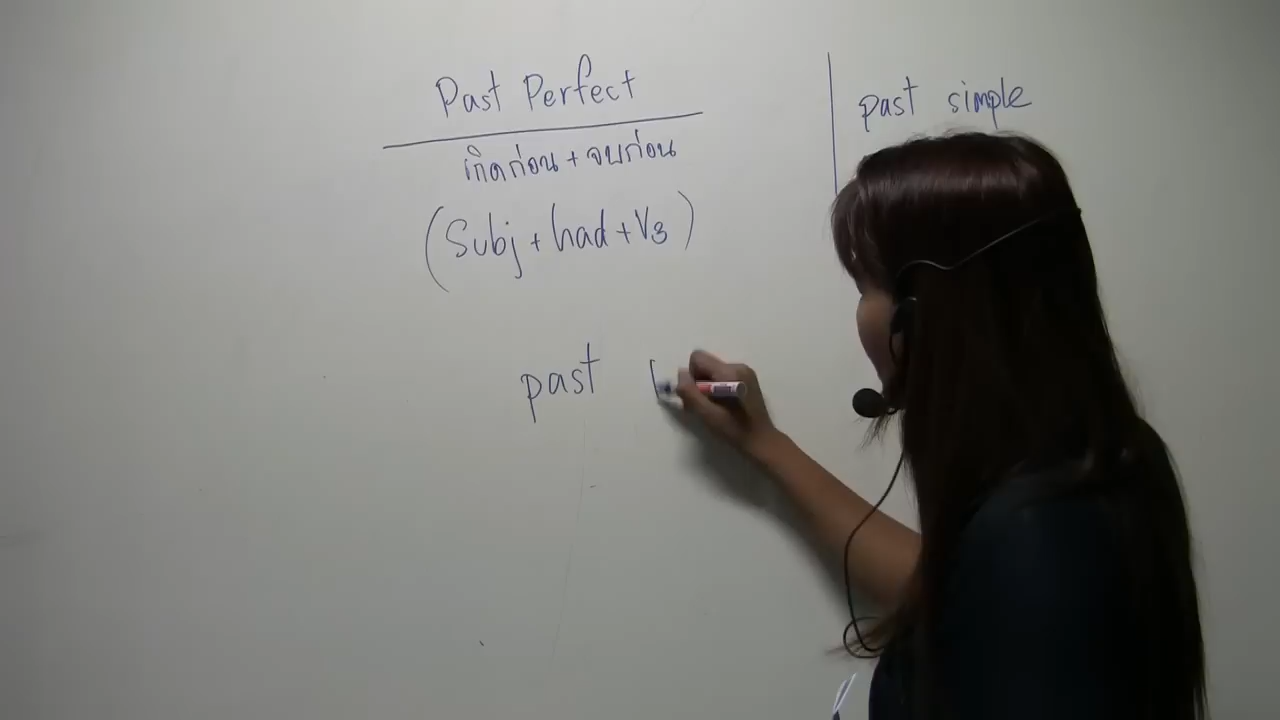 Past Perfect
เกิดก่อน + จบก่อน
(Subj + had + V3)
past
past simple